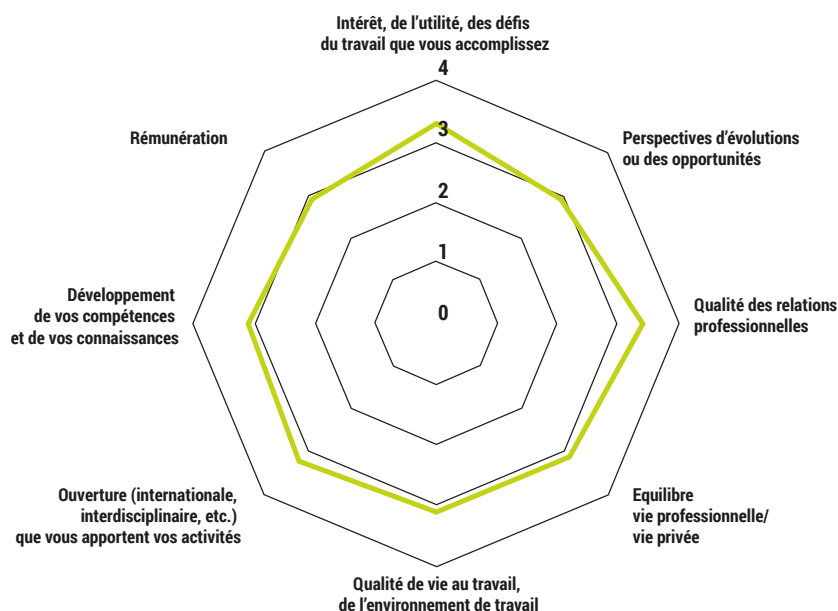 Intérêt, de l'utilité, des défis
du travail que vous accomplissez
4
Rémunération
3
Perspectives d'évolutions
ou des opportunités
2
1
Développement
de vos compétences
et de vos connaissances
0
Qualité des relations
professionnelles
Ouverture (internationale,
interdisciplinaire, etc.)
que vous apportent vos activités
Equilibre
vie professionnelle/
vie privée
Qualité de vie au travail,
de l'environnement de travail